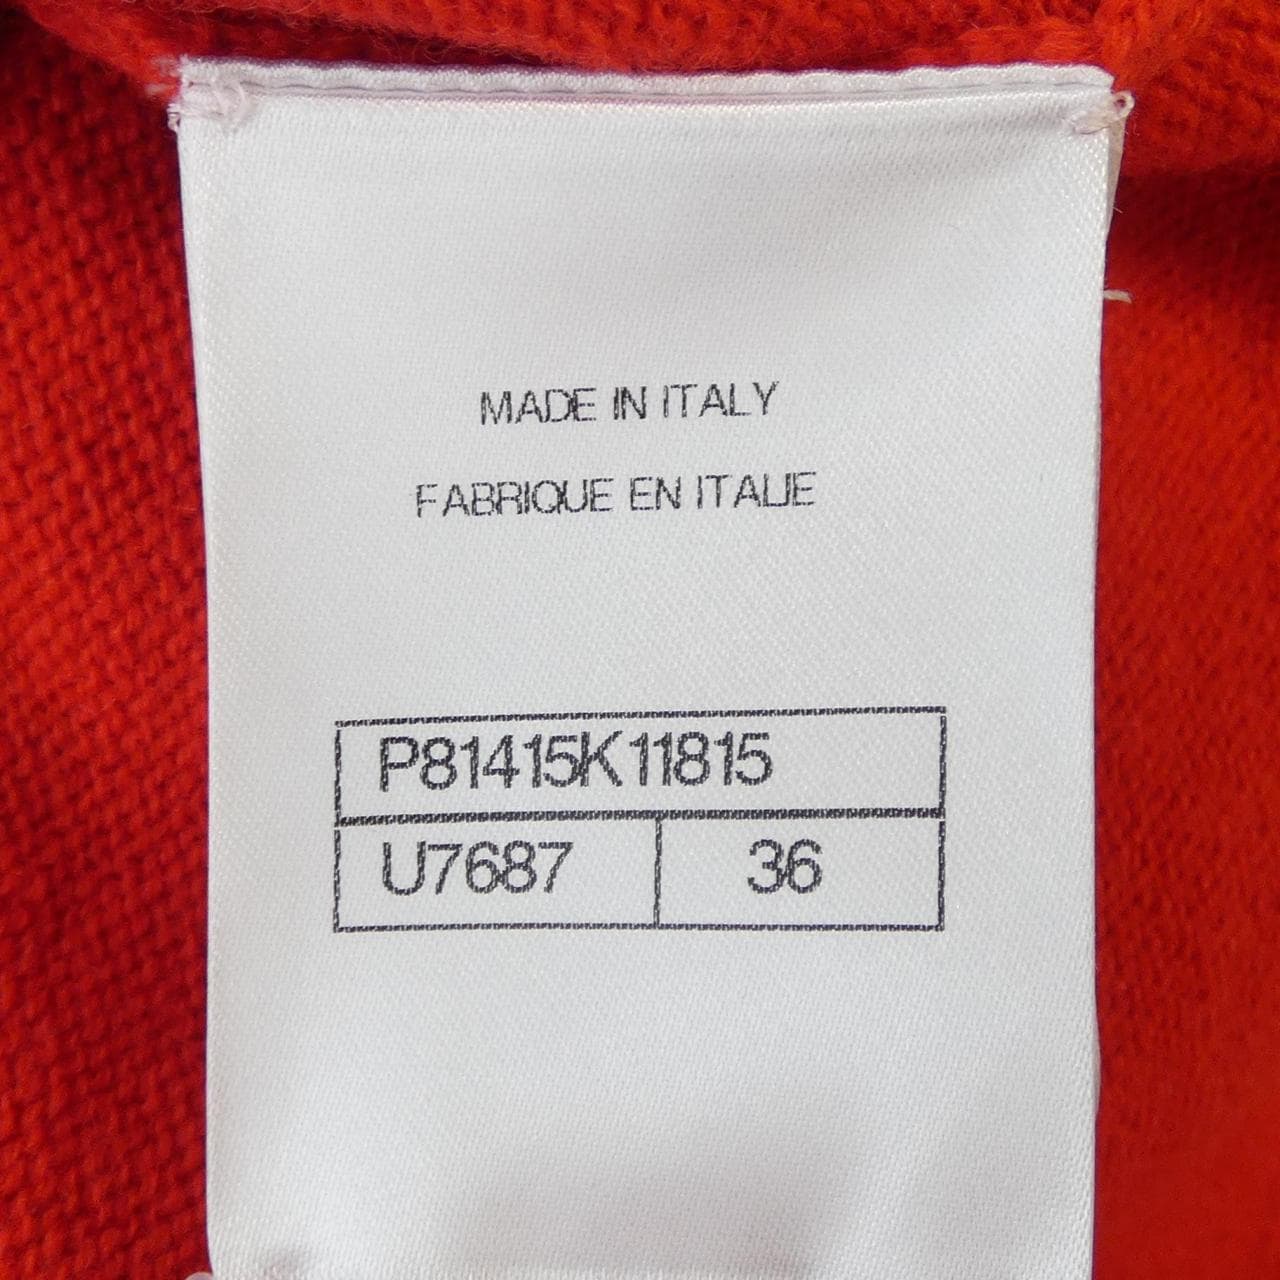 MADE IN ITALY
FABRIQUE EN ITALIE
P81415K11815
U7687 36